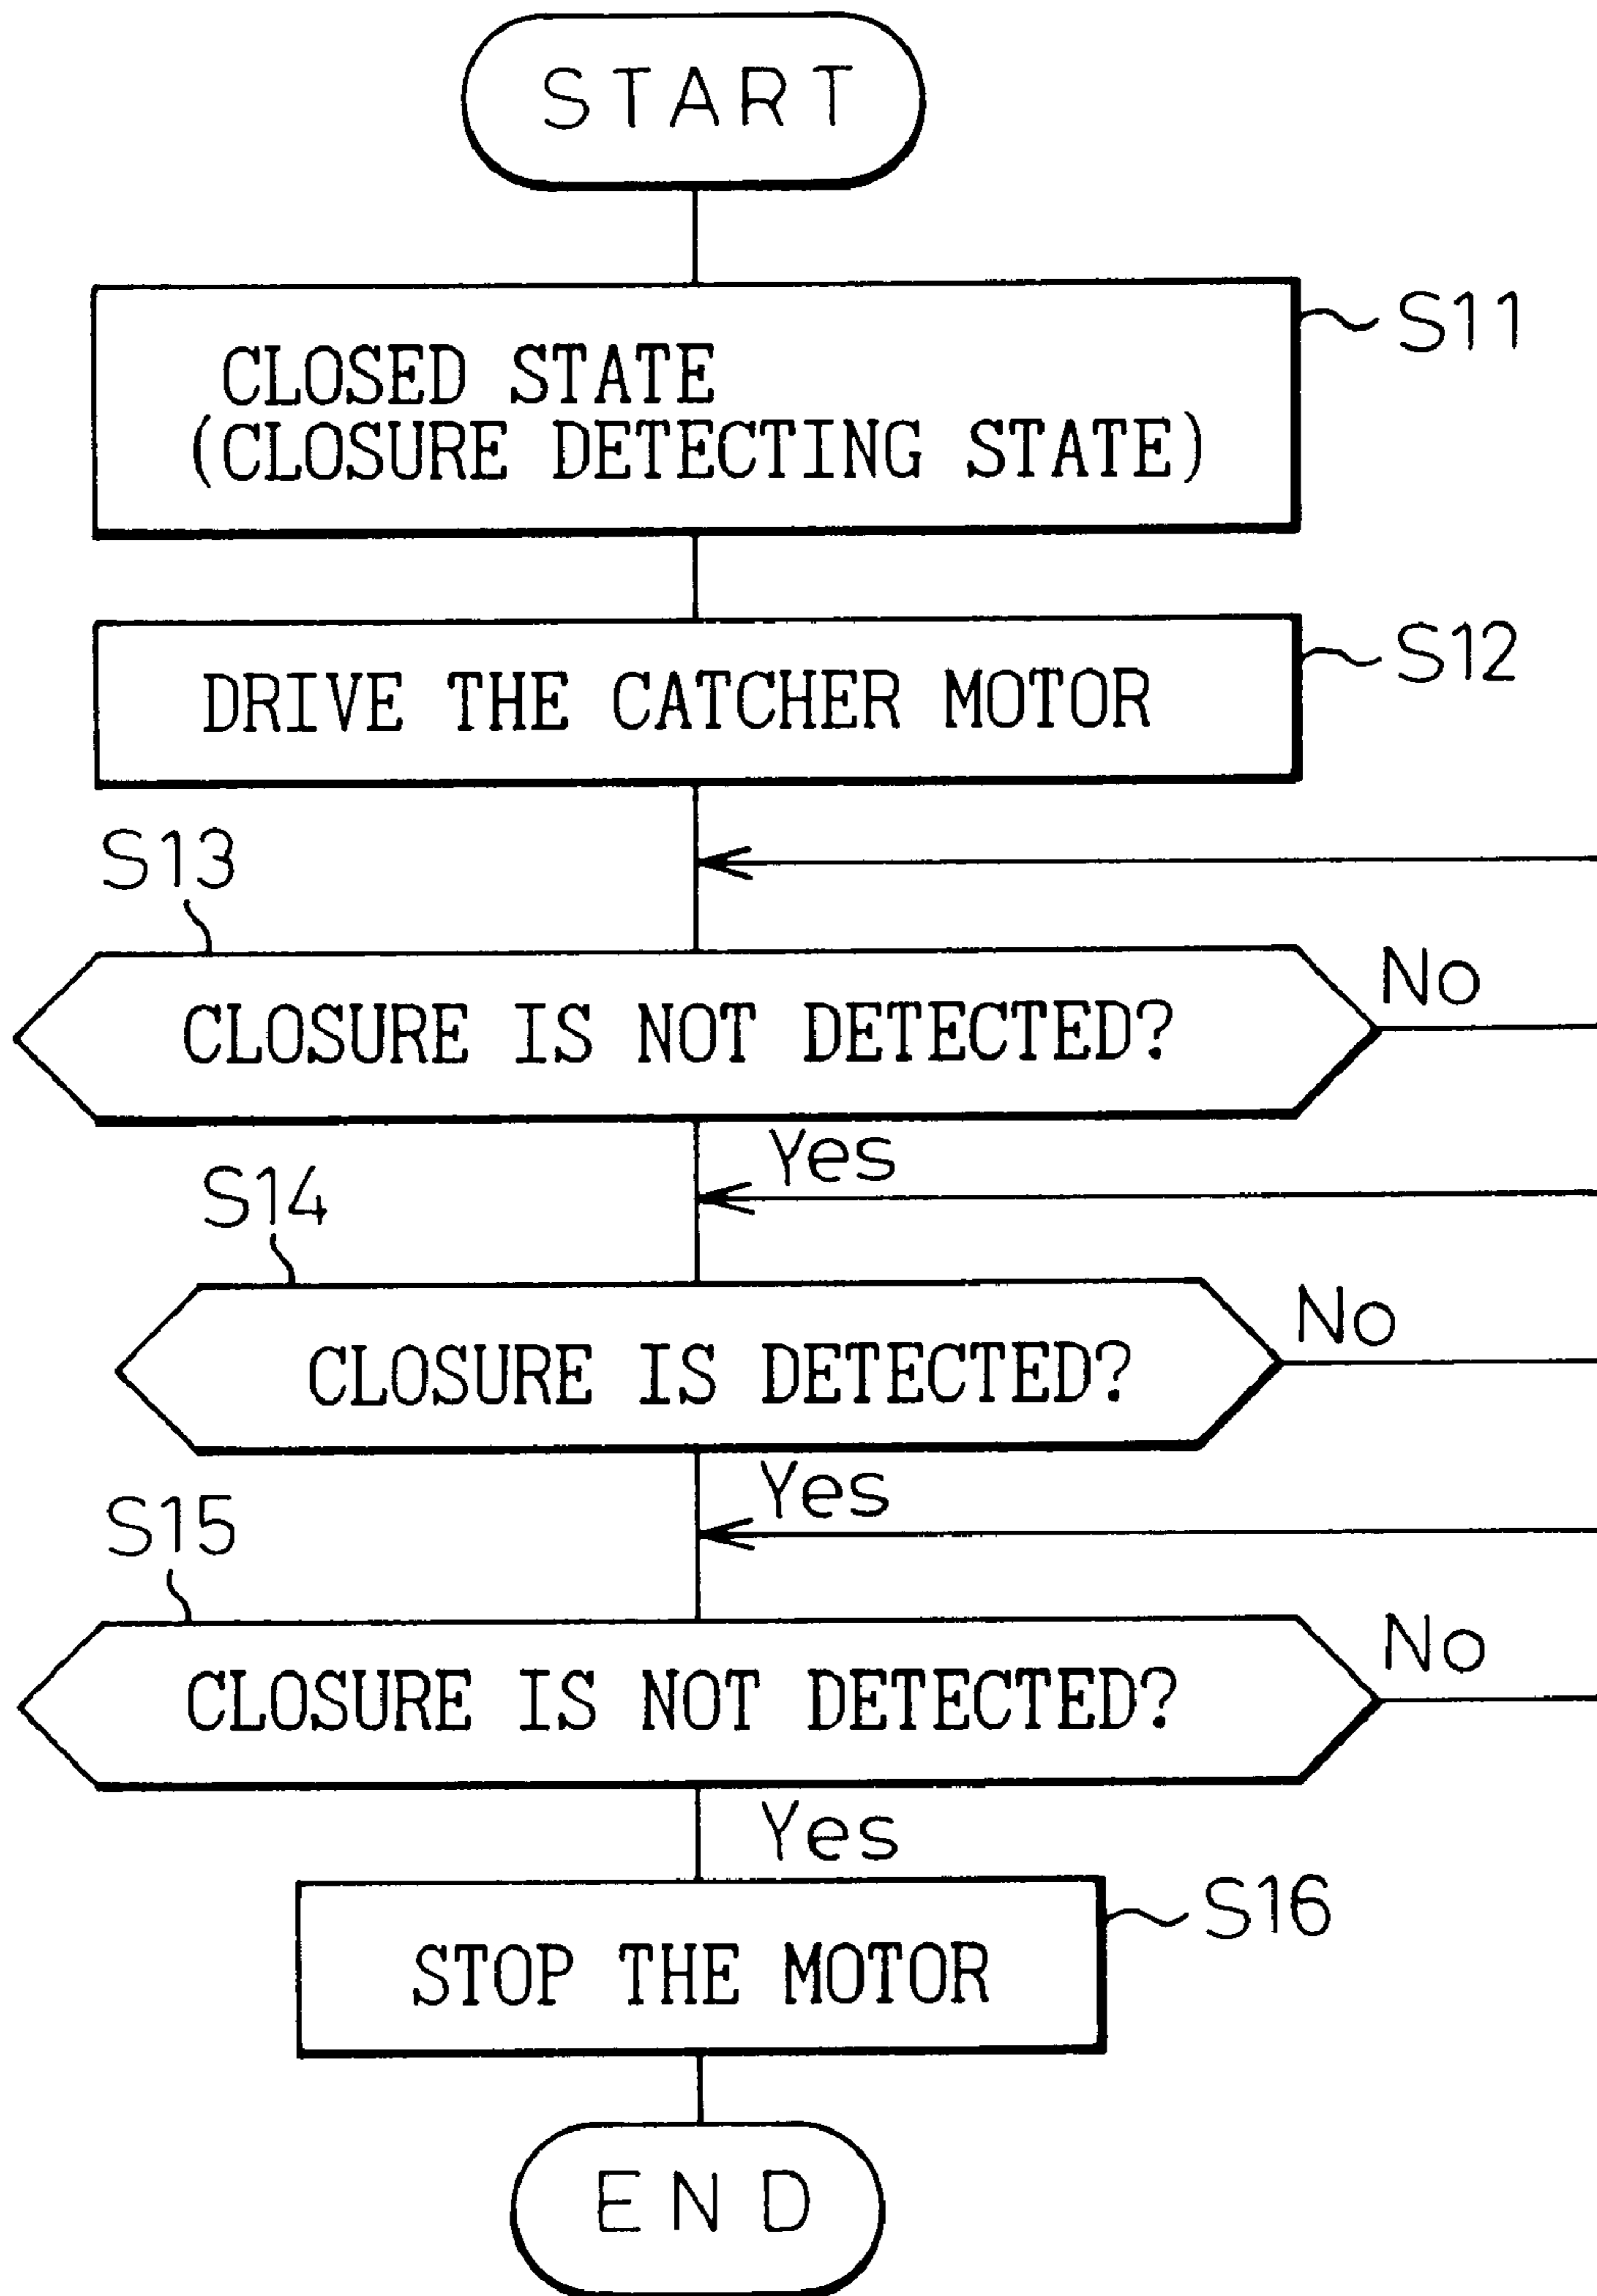 START
CLOSED STATE
(CLOSURE DETECTING STATE)
S11
DRIVE THE CATCHER MOTOR
S12
S13
CLOSURE IS NOT DETECTED?
No
Yes
S14
CLOSURE IS DETECTED?
No
Yes
S15
CLOSURE IS NOT DETECTED?
No
Yes
STOP THE MOTOR
S16
END